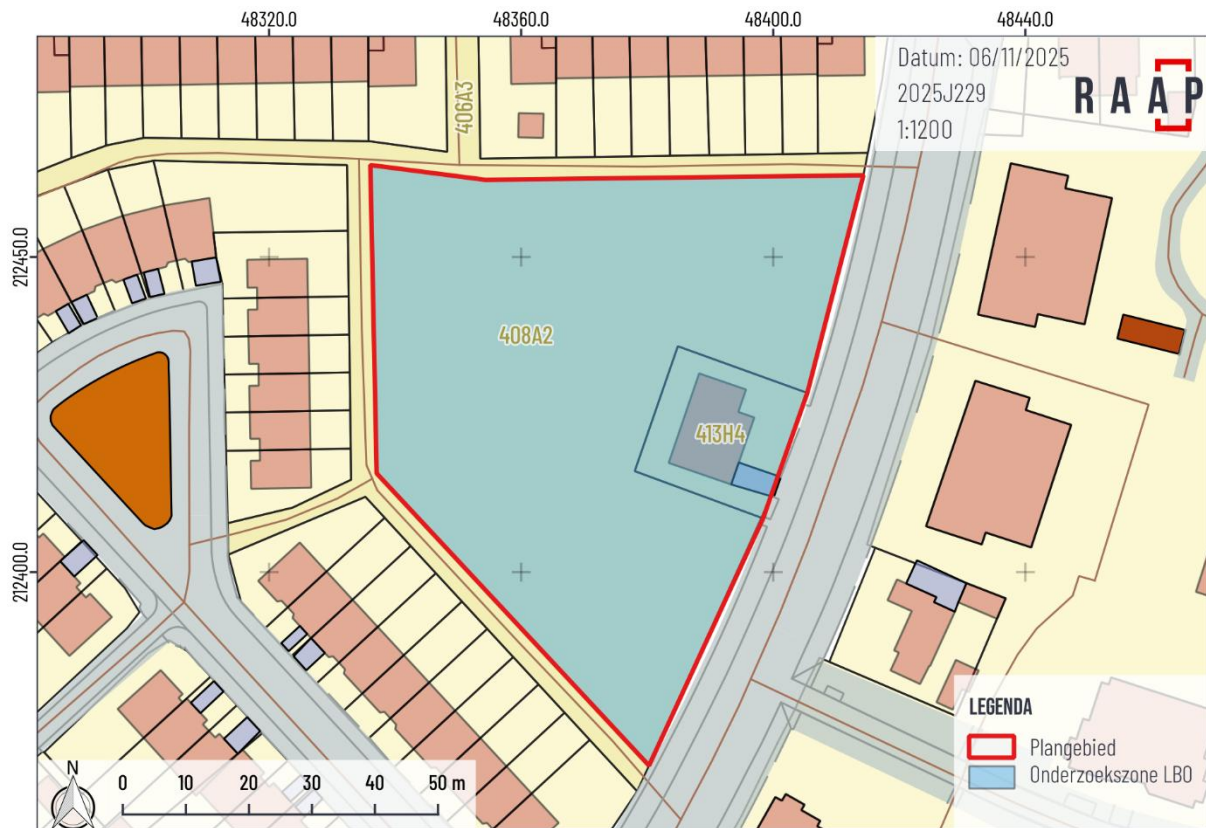 48320.0 48360.0 48400.0 48440.0
Datum: 06/11/2025
2025J229
1:1200
RAAP
406A3
212450.0
408A2
413H4
212400.0
LEGENDA
Plangebied
Onderzoekszone LBO
N
0 10 20 30 40 50 m